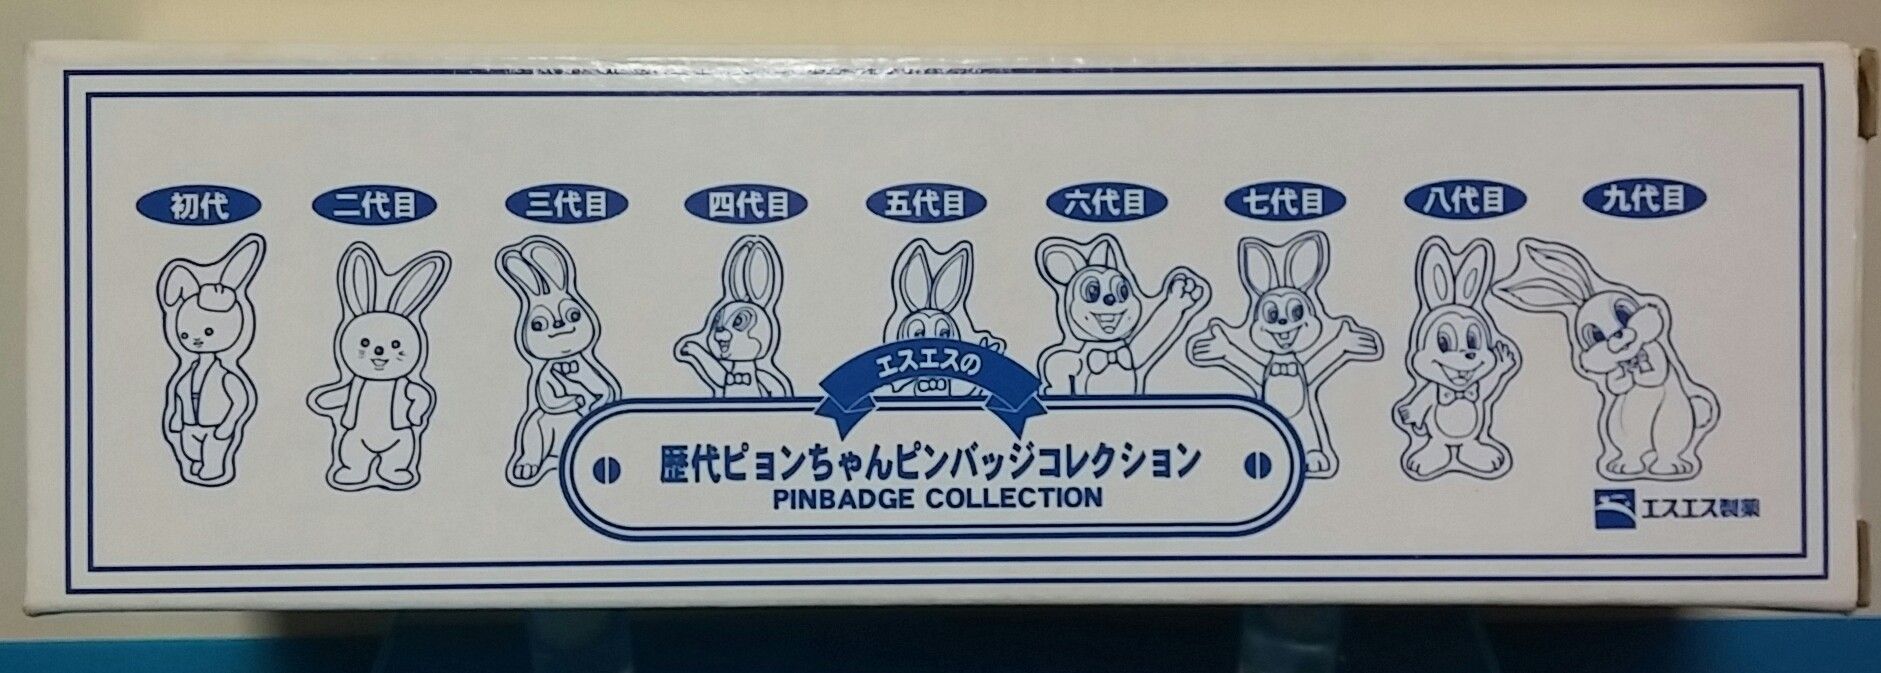 初代
二代目
三代目
四代目
五代目
六代目
七代目
八代目
九代目
エスエスの
歴代ピョンちゃんピンバッジコレクション
PINBADGE COLLECTION
エスエス製薬